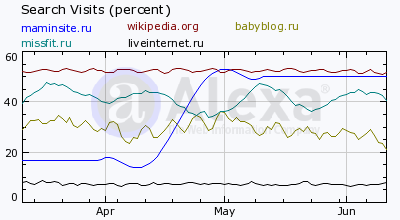 Search Visits (percent)
maminsite.ru wikipedia.org babyblog.ru
missfit.ru liveinternet.ru
60
40
20
0
Apr May Jun
Alexa®